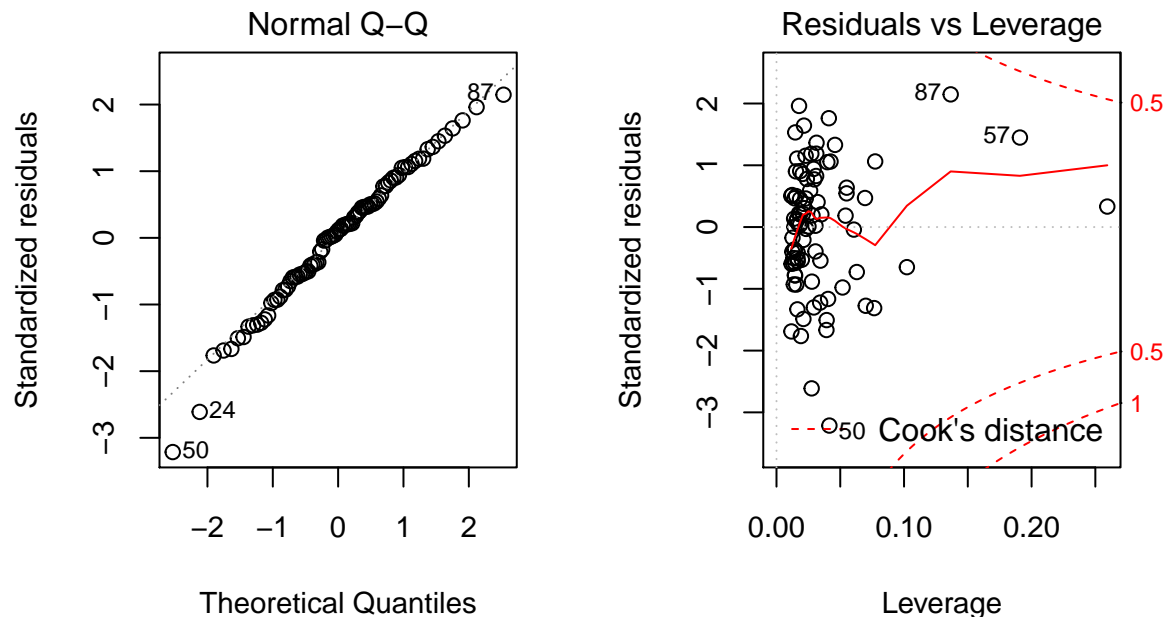 Normal Q−Q
Standardized residuals
2
1
0
−1
−2
−3
87
24
50
−2 −1 0 1 2
Theoretical Quantiles
Residuals vs Leverage
Standardized residuals
2
1
0
−1
−2
−3
87
57
50
Cook's distance
0.5
0.5
1
0.00 0.10 0.20
Leverage